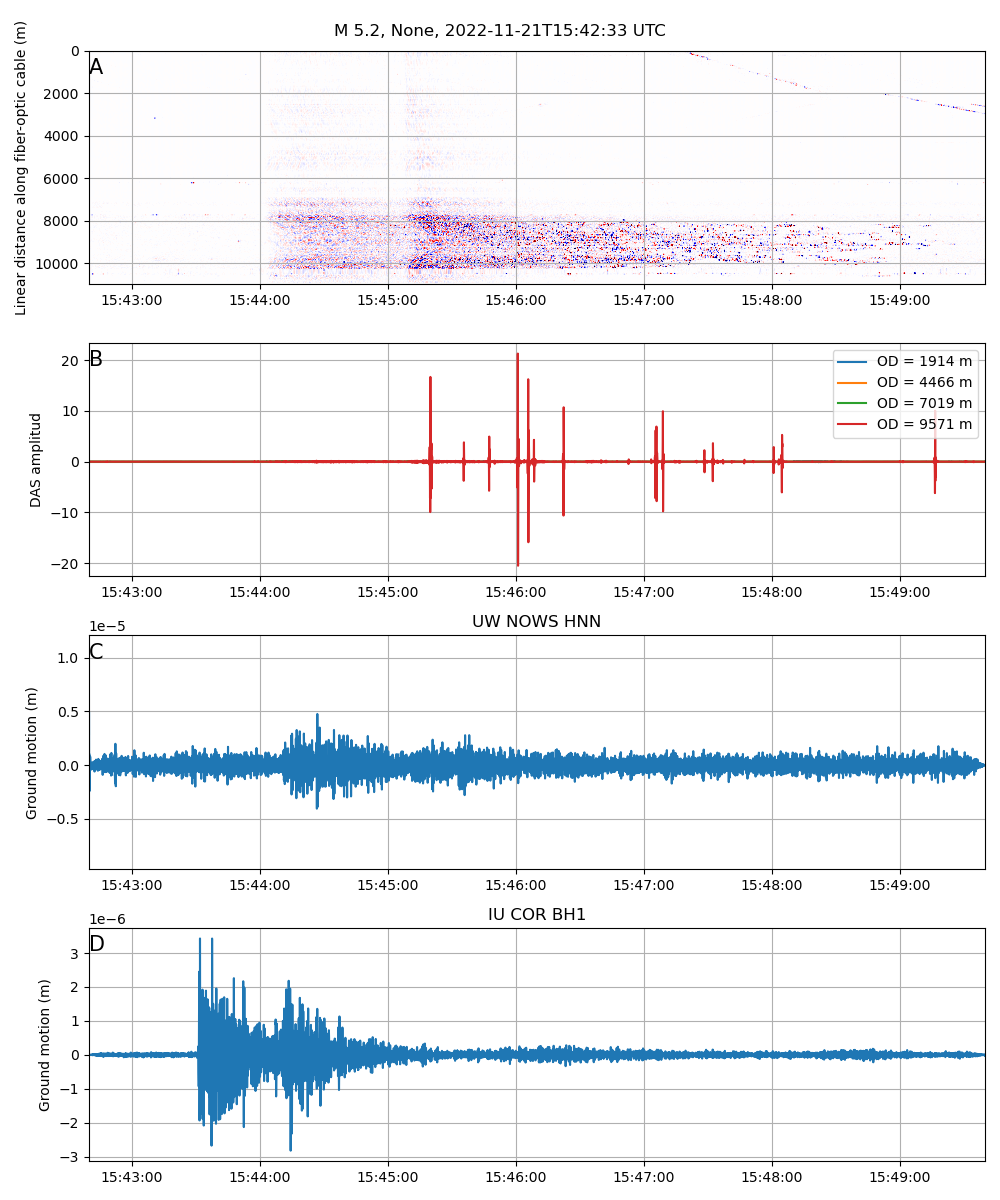 M 5.2, None, 2022-11-21T15:42:33 UTC
A
Linear distance along fiber-optic cable (m)
0
2000
4000
6000
8000
10000
15:43:00 15:44:00 15:45:00 15:46:00 15:47:00 15:48:00 15:49:00
B
DAS amplitud
20
10
0
−10
−20
OD = 1914 m
OD = 4466 m
OD = 7019 m
OD = 9571 m
15:43:00 15:44:00 15:45:00 15:46:00 15:47:00 15:48:00 15:49:00
UW NOWS HNN
1e−5
C
Ground motion (m)
1.0
0.5
0.0
−0.5
15:43:00 15:44:00 15:45:00 15:46:00 15:47:00 15:48:00 15:49:00
IU COR BH1
1e−6
D
Ground motion (m)
3
2
1
0
−1
−2
−3
15:43:00 15:44:00 15:45:00 15:46:00 15:47:00 15:48:00 15:49:00